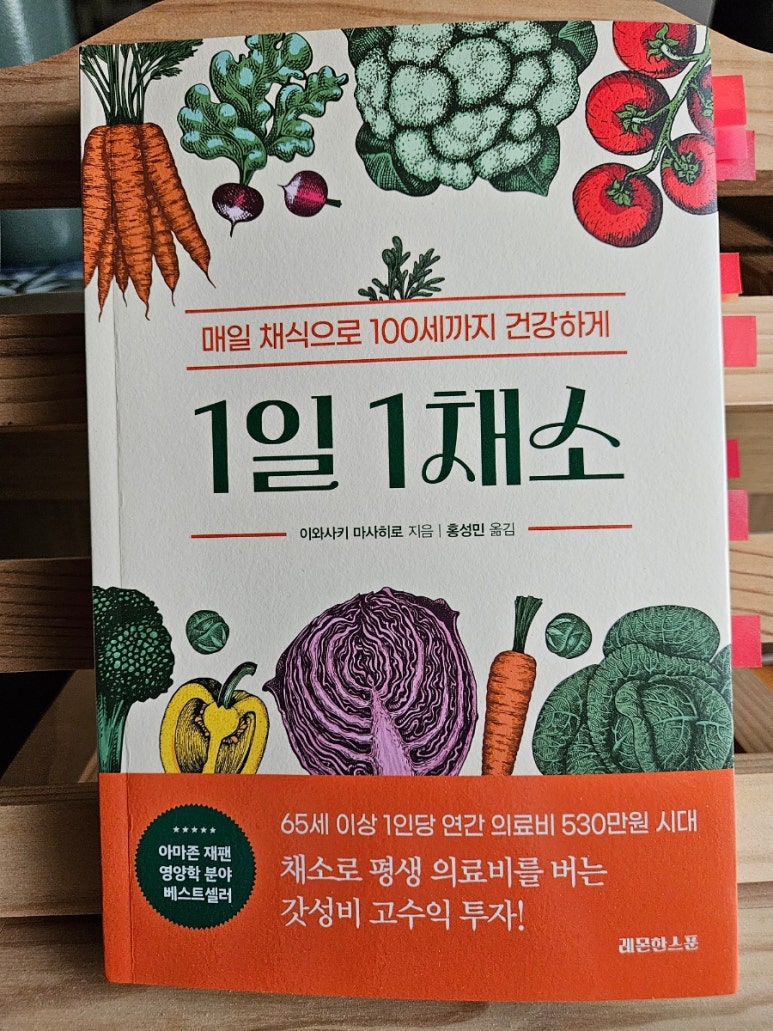 매일 채식으로 100세까지 건강하게
1일 1채소
이와사키 마사히로 지음 | 홍성민 옮김
65세 이상 1인당 연간 의료비 530만원 시대
채소로 평생 의료비를 버는
갓성비 고수익 투자!
★★★★★
아마존 재팬
영양학 분야
베스트셀러
레몬한스푼